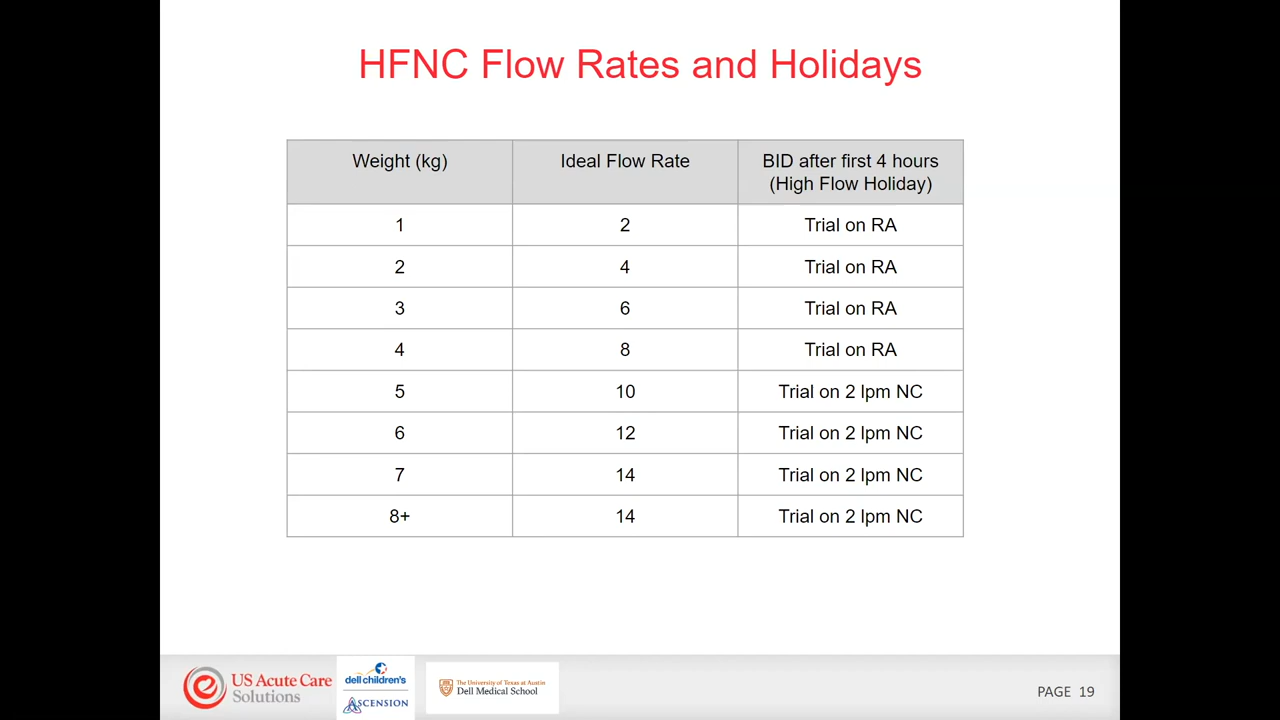 HFNC Flow Rates and Holidays
Weight (kg) Ideal Flow Rate BID after first 4 hours
(High Flow Holiday)
1 2 Trial on RA
2 4 Trial on RA
3 6 Trial on RA
4 8 Trial on RA
5 10 Trial on 2 lpm NC
6 12 Trial on 2 lpm NC
7 14 Trial on 2 lpm NC
8+ 14 Trial on 2 lpm NC
US Acute Care
Solutions
dell children's
ASCENSION
The University of Texas at Austin
Dell Medical School
PAGE 19